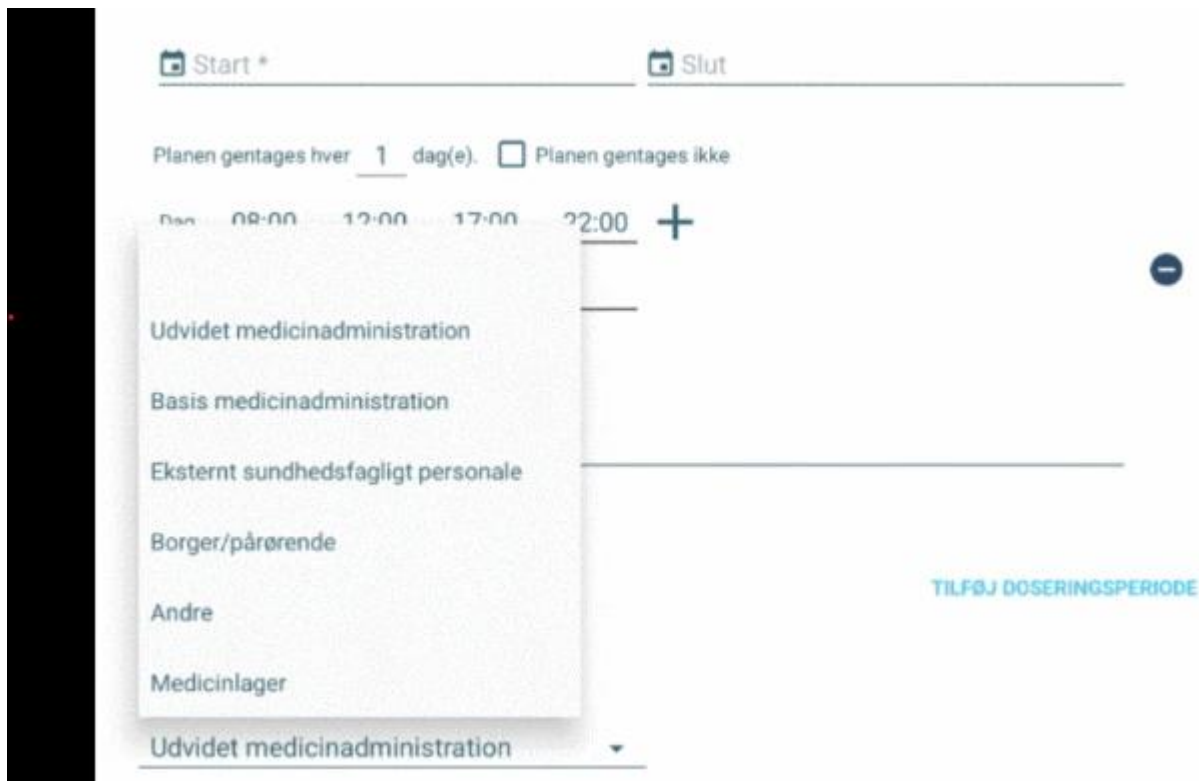 Start *
Slut
Planen gentages hver 1 dag(e). Planen gentages ikke
Dag 08:00 12:00 17:00 22:00 +
Udvidet medicinadministration
Basis medicinadministration
Eksternt sundhedsfagligt personale
Borger/pårørende
TILFØJ DOSERINGSPERIODE
Andre
Medicinlager
Udvidet medicinadministration